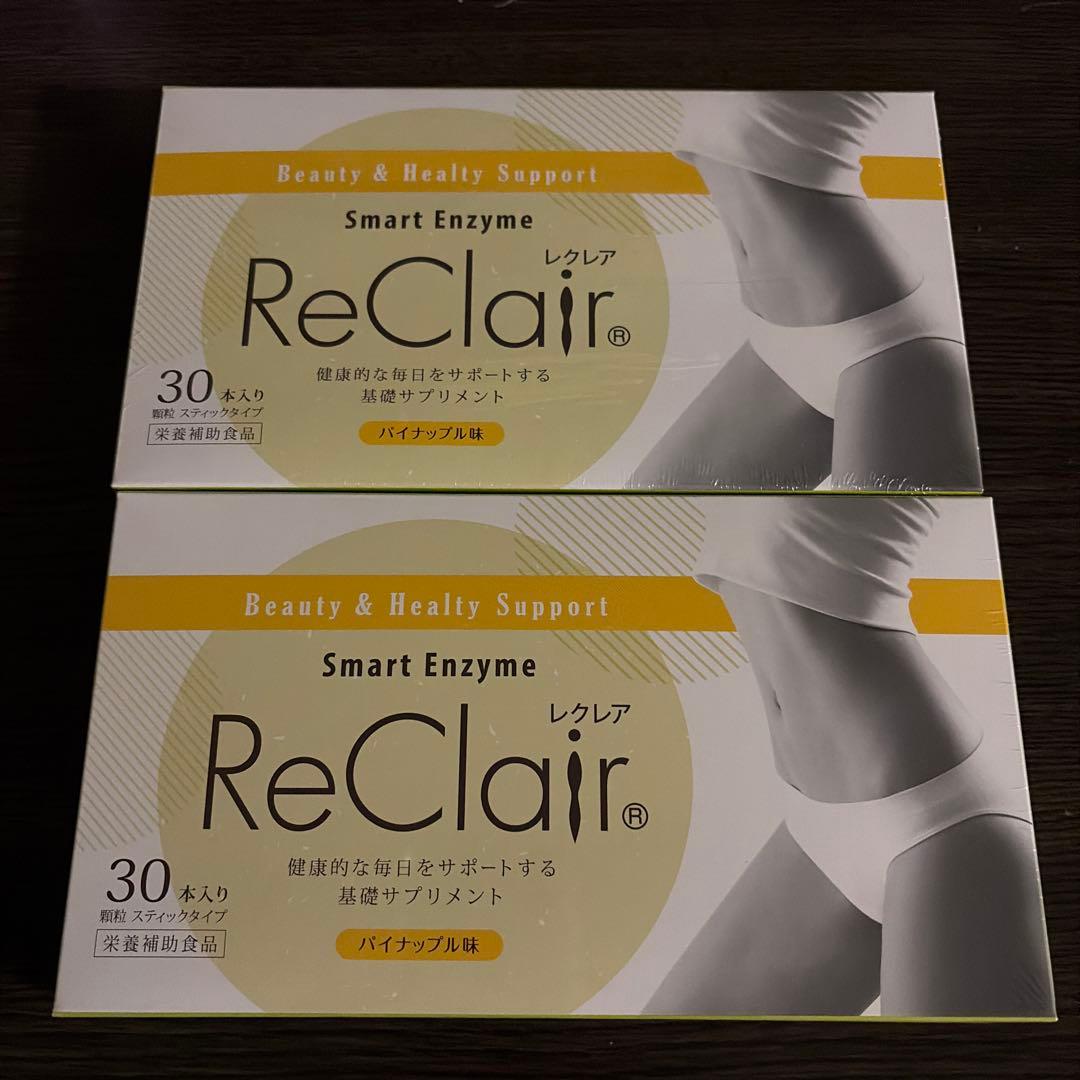 Beauty & Healty Support
Smart Enzyme
レクレア
ReClair®
健康的な毎日をサポートする
基礎サプリメント
パイナップル味
30本入り
顆粒 スティックタイプ
栄養補助食品
Beauty & Healty Support
Smart Enzyme
レクレア
ReClair®
健康的な毎日をサポートする
基礎サプリメント
パイナップル味
30本入り
顆粒 スティックタイプ
栄養補助食品